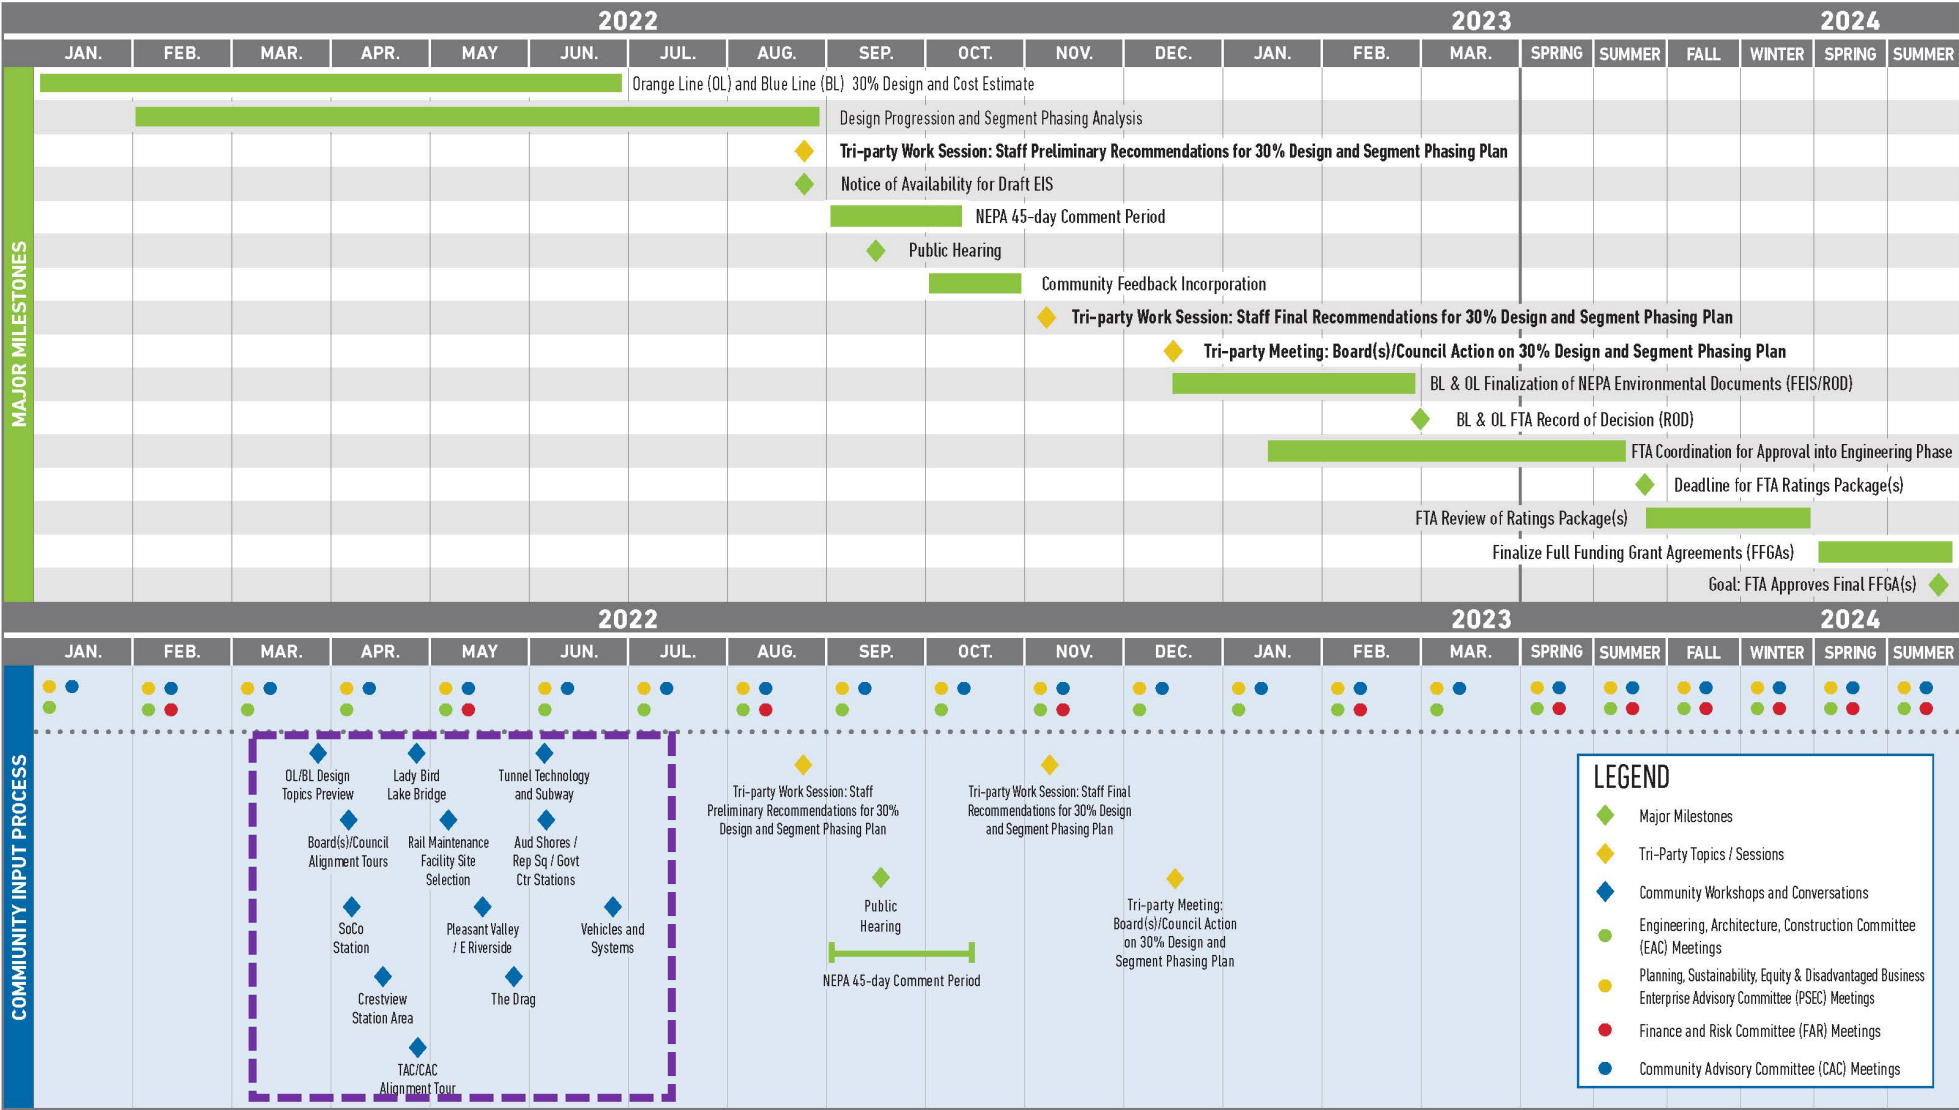 2022 2023 2024
JAN. FEB. MAR. APR. MAY JUN. JUL. AUG. SEP. OCT. NOV. DEC. JAN. FEB. MAR. SPRING SUMMER FALL WINTER SPRING SUMMER
MAJOR MILESTONES
Orange Line (OL) and Blue Line (BL) 30% Design and Cost Estimate
Design Progression and Segment Phasing Analysis
Tri-party Work Session: Staff Preliminary Recommendations for 30% Design and Segment Phasing Plan
Notice of Availability for Draft EIS
NEPA 45-day Comment Period
Public Hearing
Community Feedback Incorporation
Tri-party Work Session: Staff Final Recommendations for 30% Design and Segment Phasing Plan
Tri-party Meeting: Board(s)/Council Action on 30% Design and Segment Phasing Plan
BL & OL Finalization of NEPA Environmental Documents (FEIS/ROD)
BL & OL FTA Record of Decision (ROD)
FTA Coordination for Approval into Engineering Phase
Deadline for FTA Ratings Package(s)
FTA Review of Ratings Package(s)
Finalize Full Funding Grant Agreements (FFGAs)
Goal: FTA Approves Final FFGA(s)
2022 2023 2024
JAN. FEB. MAR. APR. MAY JUN. JUL. AUG. SEP. OCT. NOV. DEC. JAN. FEB. MAR. SPRING SUMMER FALL WINTER SPRING SUMMER
COMMUNITY INPUT PROCESS
OL/BL Design
Topics Preview
Lady Bird
Lake Bridge
Tunnel Technology
and Subway
Board(s)/Council
Alignment Tours
Rail Maintenance
Facility Site
Selection
Aud Shores /
Rep Sq / Govt
Ctr Stations
SoCo
Station
Pleasant Valley
/ E Riverside
Vehicles and
Systems
Crestview
Station Area
The Drag
TAC/CAC
Alignment Tour
Tri-party Work Session: Staff
Preliminary Recommendations for 30%
Design and Segment Phasing Plan
Tri-party Work Session: Staff Final
Recommendations for 30% Design
and Segment Phasing Plan
Public
Hearing
NEPA 45-day Comment Period
Tri-party Meeting:
Board(s)/Council Action
on 30% Design and
Segment Phasing Plan
LEGEND
Major Milestones
Tri-Party Topics / Sessions
Community Workshops and Conversations
Engineering, Architecture, Construction Committee
(EAC) Meetings
Planning, Sustainability, Equity & Disadvantaged Business
Enterprise Advisory Committee (PSEC) Meetings
Finance and Risk Committee (FAR) Meetings
Community Advisory Committee (CAC) Meetings